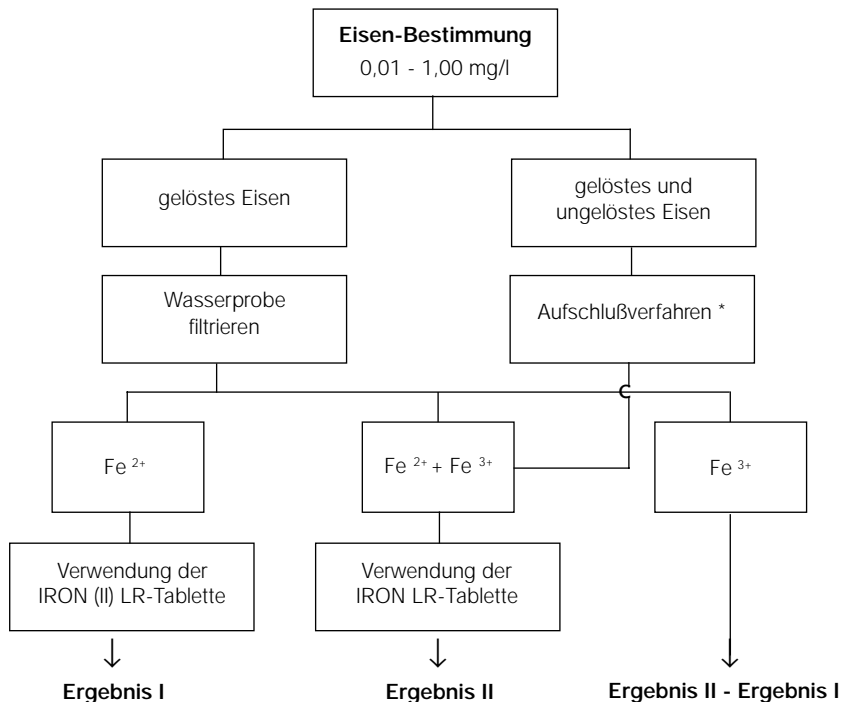 Eisen-Bestimmung
0,01 - 1,00 mg/l
gelöstes Eisen
gelöstes und
ungelöstes Eisen
Wasserprobe
filtrieren
Aufschlußverfahren *
Fe 2+
Fe 2+ + Fe 3+
Fe 3+
Verwendung der
IRON (II) LR-Tablette
Verwendung der
IRON LR-Tablette
Ergebnis I
Ergebnis II
Ergebnis II - Ergebnis I